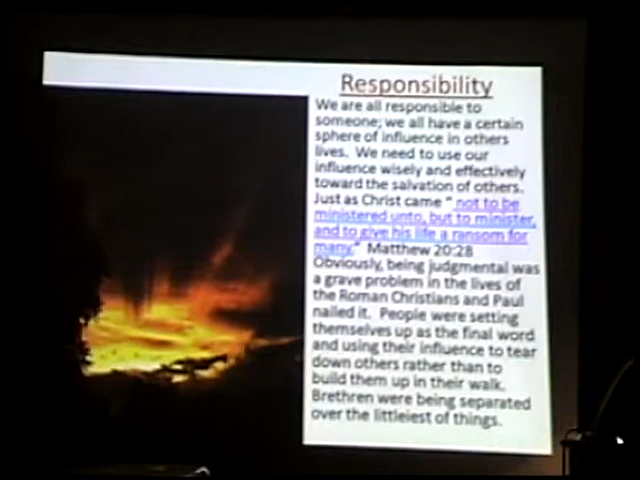 Responsibility
We are all responsible to
someone; we all have a certain
sphere of influence in others
lives. We need to use our
influence wisely and effectively
toward the salvation of others.
Just as Christ came " not to be
ministered unto, but to minister,
and to give his life a ransom for
many." Matthew 20:28
Obviously, being judgmental was
a grave problem in the lives of
the Roman Christians and Paul
nailed it. People were setting
themselves up as the final word
and using their influence to tear
down others rather than to
build them up in their walk.
Brethren were being separated
over the littleiest of things.